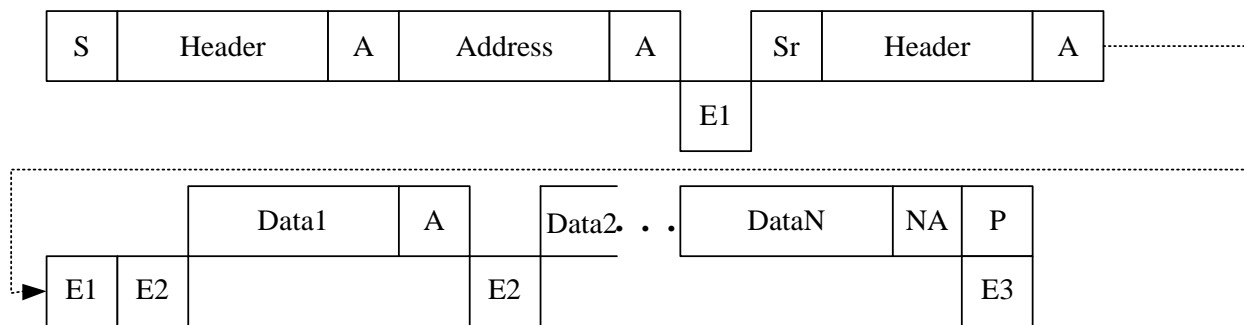 S Header A Address A Sr Header A
E1
Data1 A Data2 . . . DataN NA P
E1 E2 E2 E3